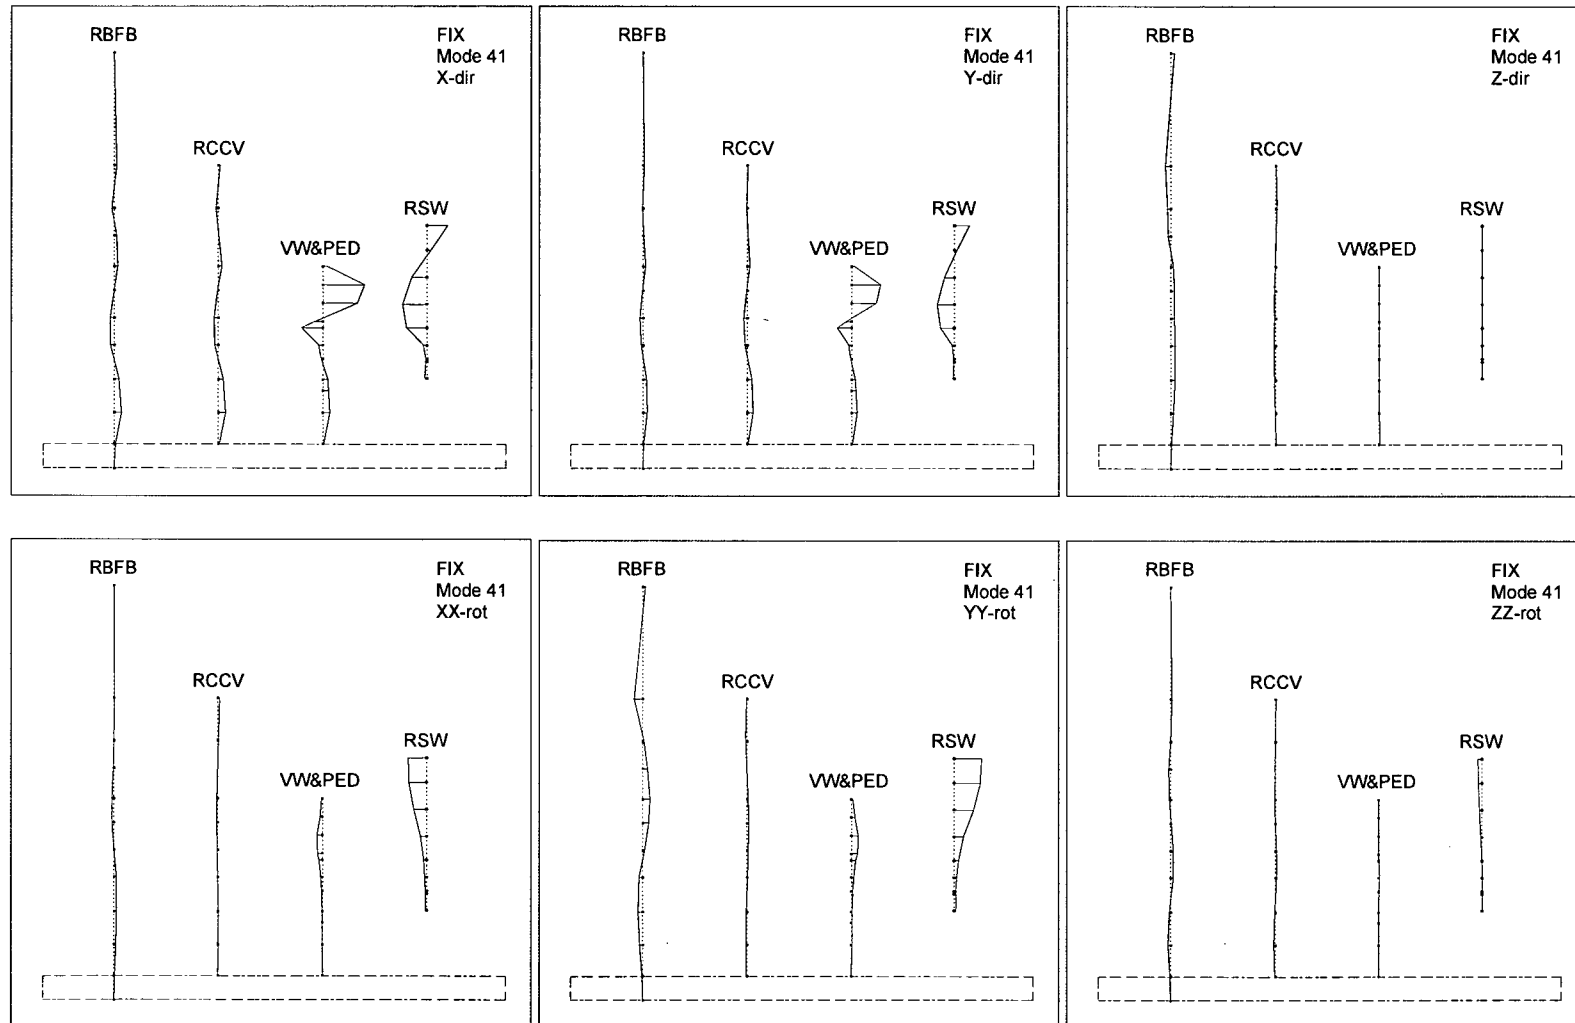 RBFB
FIX
Mode 41
X-dir
RCCV
RSW
VW&PED
RBFB
FIX
Mode 41
Y-dir
RCCV
RSW
VW&PED
RBFB
FIX
Mode 41
Z-dir
RCCV
RSW
VW&PED
RBFB
FIX
Mode 41
XX-rot
RCCV
RSW
VW&PED
RBFB
FIX
Mode 41
YY-rot
RCCV
RSW
VW&PED
RBFB
FIX
Mode 41
ZZ-rot
RCCV
RSW
VW&PED